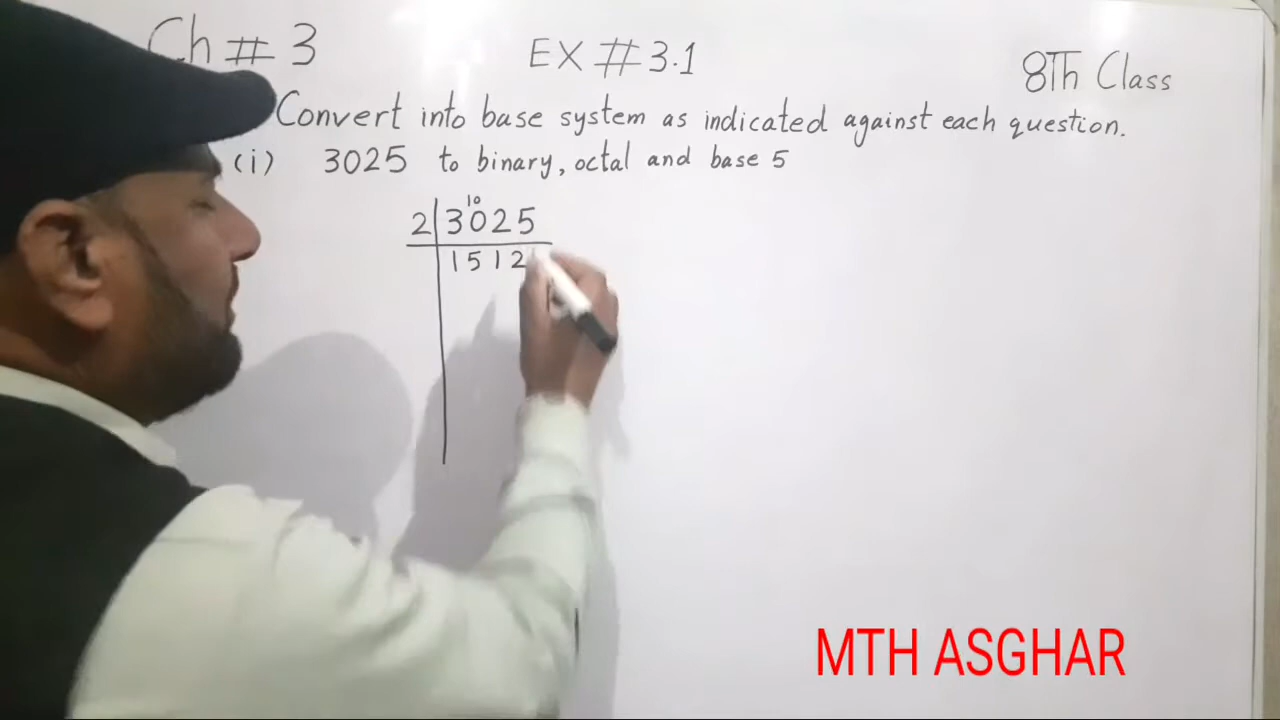 Ch # 3 EX # 3.1 8Th Class
Convert into base system as indicated against each question.
(i) 3025 to binary, octal and base 5
10
2 3025
1512
MTH ASGHAR